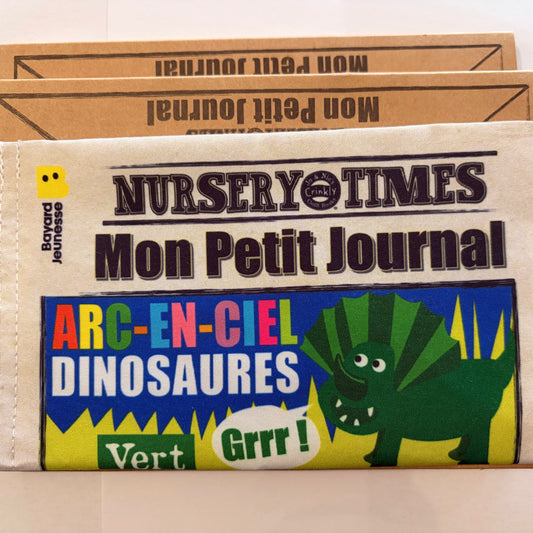 Mon Petit Journal
Mon Petit Journal
Bayard
Jeunesse
NURSERY TIMES
Crinkly
Mon Petit Journal
ARC-EN-CIEL
DINOSAURES
Grrr !
Vert